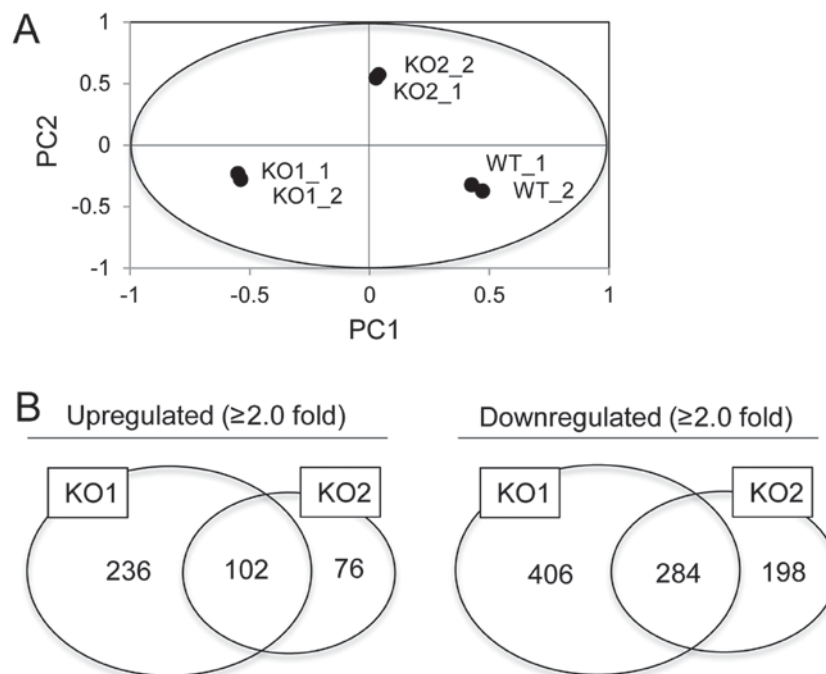 A
PC2
1
0.5
0
-0.5
-1
KO2_2
KO2_1
KO1_1
KO1_2
WT_1
WT_2
-1 -0.5 0 0.5 1
PC1
B
Upregulated (≥2.0 fold)
KO1
KO2
236 102 76
Downregulated (≥2.0 fold)
KO1
KO2
406 284 198